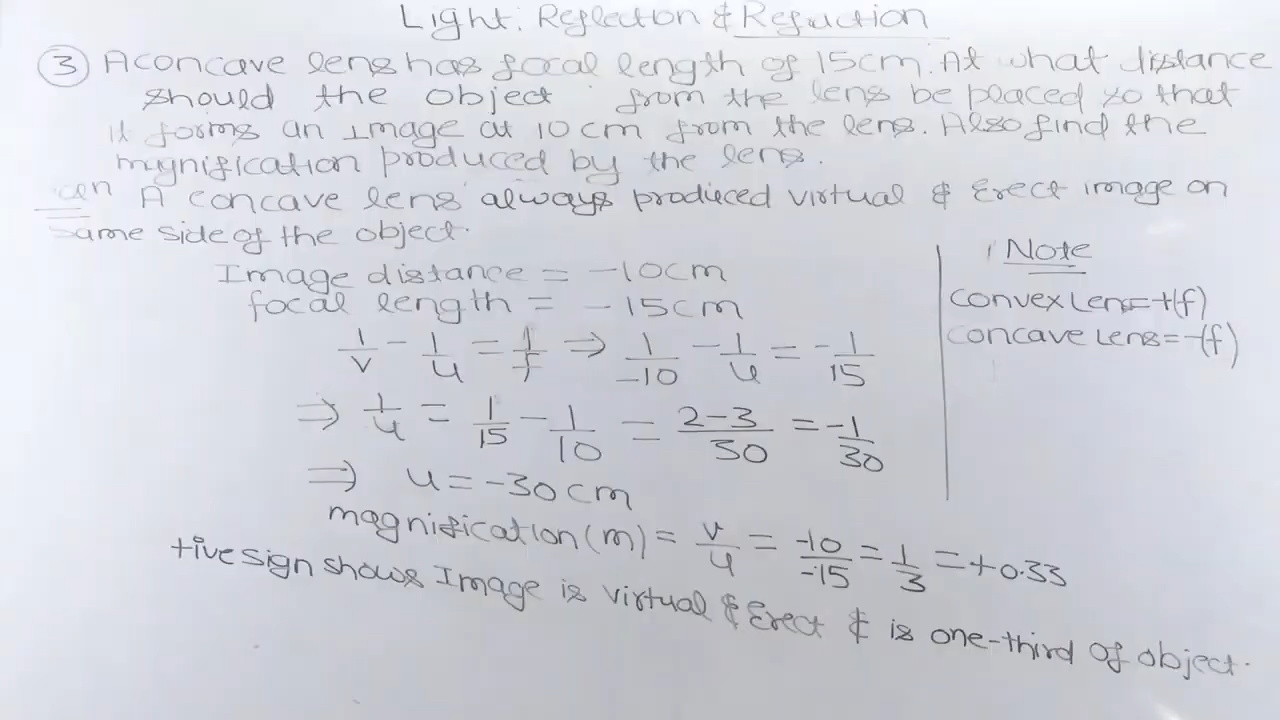 Light: Reflection & Refraction
③ A concave lens has focal length of 15cm. At what distance
should the object from the lens be placed so that
it forms an image at 10 cm from the lens. Also find the
magnification produced by the lens.
A concave lens always produced virtual & Erect image on
same side of the object.
Image distance = -10cm
focal length = -15cm
1/v - 1/u = 1/f ⇒ 1/-10 - 1/u = -1/15
⇒ 1/u = 1/15 - 1/10 = 2-3/30 = -1/30
⇒ u = -30 cm
magnification (m) = v/u = -10/-15 = 1/3 = +0.33
+ive sign shows Image is virtual & Erect & is one-third of object.
Note
convex Lens = +(f)
concave Lens = -(f)